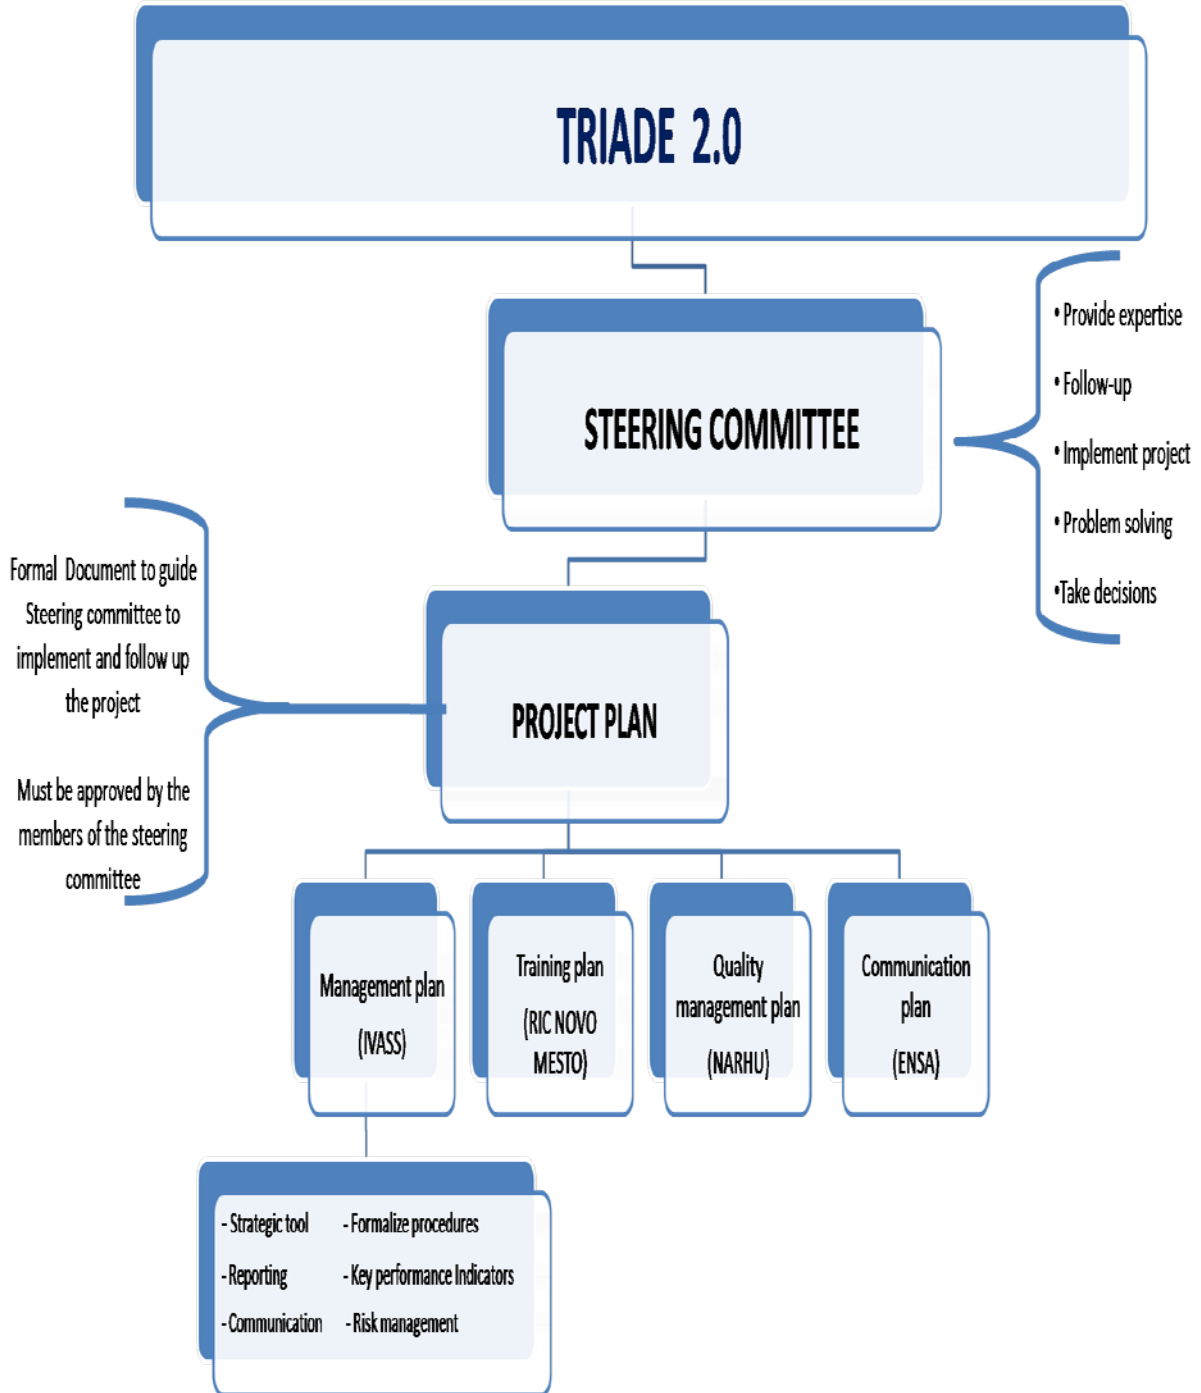 TRIADE 2.0
STEERING COMMITTEE
• Provide expertise
• Follow-up
• Implement project
• Problem solving
•Take decisions
Formal Document to guide
Steering committee to
implement and follow up
the project
Must be approved by the
members of the steering
committee
PROJECT PLAN
Management plan
(IVASS)
Training plan
(RIC NOVO
MESTO)
Quality
management plan
(NARHU)
Communication
plan
(ENSA)
- Strategic tool - Formalize procedures
- Reporting - Key performance Indicators
- Communication - Risk management